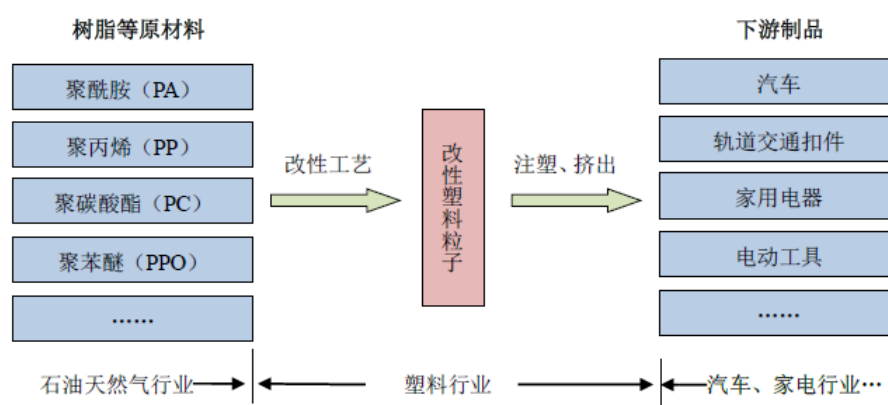 树脂等原材料
下游制品
聚酰胺（PA）
聚丙烯（PP）
聚碳酸酯（PC）
聚苯醚（PPO）
……
改性工艺
改性塑料粒子
注塑、挤出
汽车
轨道交通扣件
家用电器
电动工具
……
石油天然气行业
塑料行业
汽车、家电行业…